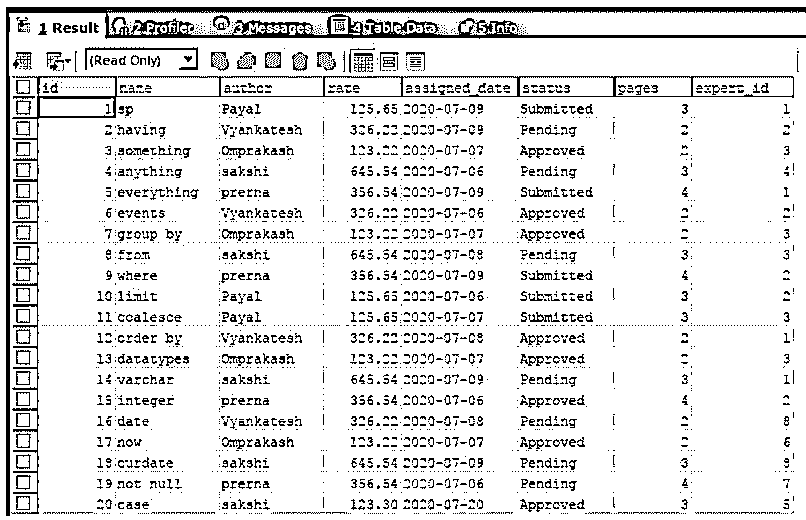 1 Result 2 Profiler 3 Messages 4 Table Data 5 Info
(Read Only)
id name author rate assigned_date status pages expert_id
1 sp Payal 125.65 2020-07-09 Submitted 3 1
2 having Vyankatesh 326.22 2020-07-09 Pending 2 2
3 something Omprakash 123.22 2020-07-07 Approved 2 3
4 anything sakshi 645.54 2020-07-06 Pending 3 4
5 everything prerna 356.54 2020-07-09 Submitted 4 1
6 events Vyankatesh 326.22 2020-07-06 Approved 2 2
7 group by Omprakash 123.22 2020-07-07 Approved 2 3
8 from sakshi 645.54 2020-07-08 Pending 3 3
9 where prerna 356.54 2020-07-09 Submitted 4 2
10 limit Payal 125.65 2020-07-06 Submitted 3 2
11 coalesce Payal 125.65 2020-07-07 Submitted 3 3
12 order by Vyankatesh 326.22 2020-07-08 Approved 2 1
13 datatypes Omprakash 123.22 2020-07-07 Approved 2 3
14 varchar sakshi 645.54 2020-07-09 Pending 3 1
15 integer prerna 356.54 2020-07-06 Approved 4 2
16 date Vyankatesh 326.22 2020-07-08 Pending 2 8
17 now Omprakash 123.22 2020-07-07 Approved 2 6
18 curdate sakshi 645.54 2020-07-09 Pending 3
19 not null prerna 356.54 2020-07-06 Pending 4 7
20 case sakshi 123.30 2020-07-20 Approved 3 5